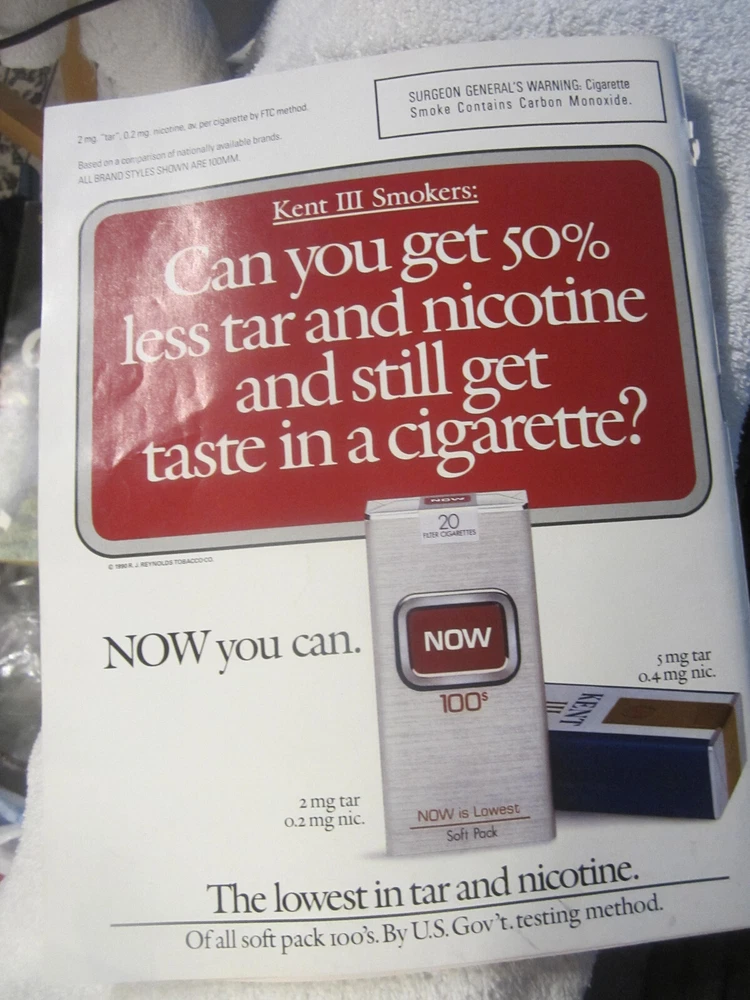 2 mg. "tar", 0.2 mg. nicotine, av. per cigarette by FTC method.
Based on a comparison of nationally available brands.
ALL BRAND STYLES SHOWN ARE 100MM.
SURGEON GENERAL'S WARNING: Cigarette
Smoke Contains Carbon Monoxide.
Kent III Smokers:
Can you get 50%
less tar and nicotine
and still get
taste in a cigarette?
© 1990 R. J. REYNOLDS TOBACCO CO.
NOW
20
FILTER CIGARETTES
NOW you can.
NOW
100s
5 mg tar
0.4 mg nic.
KENT
III
2 mg tar
0.2 mg nic.
NOW is Lowest
Soft Pack
The lowest in tar and nicotine.
Of all soft pack 100's. By U.S. Gov't. testing method.